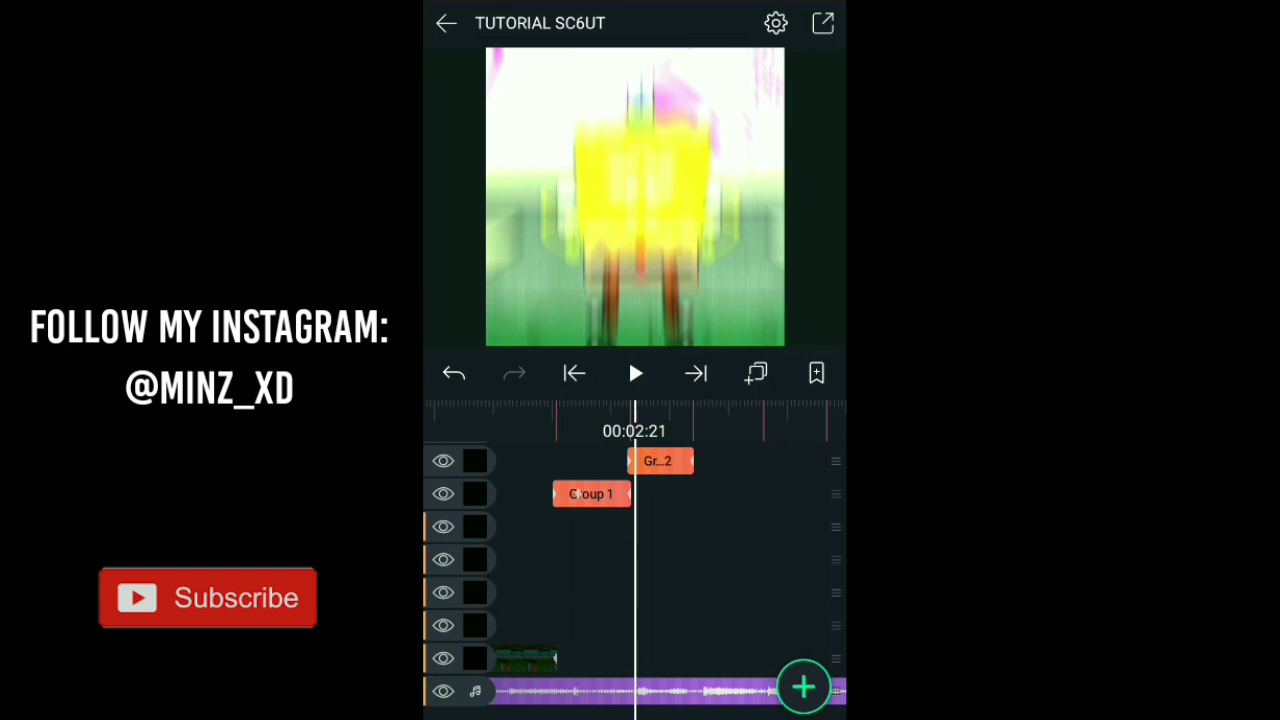 TUTORIAL SC6UT
FOLLOW MY INSTAGRAM:
@MINZ_XD
Subscribe
00:02:21
Gr...2
Group 1